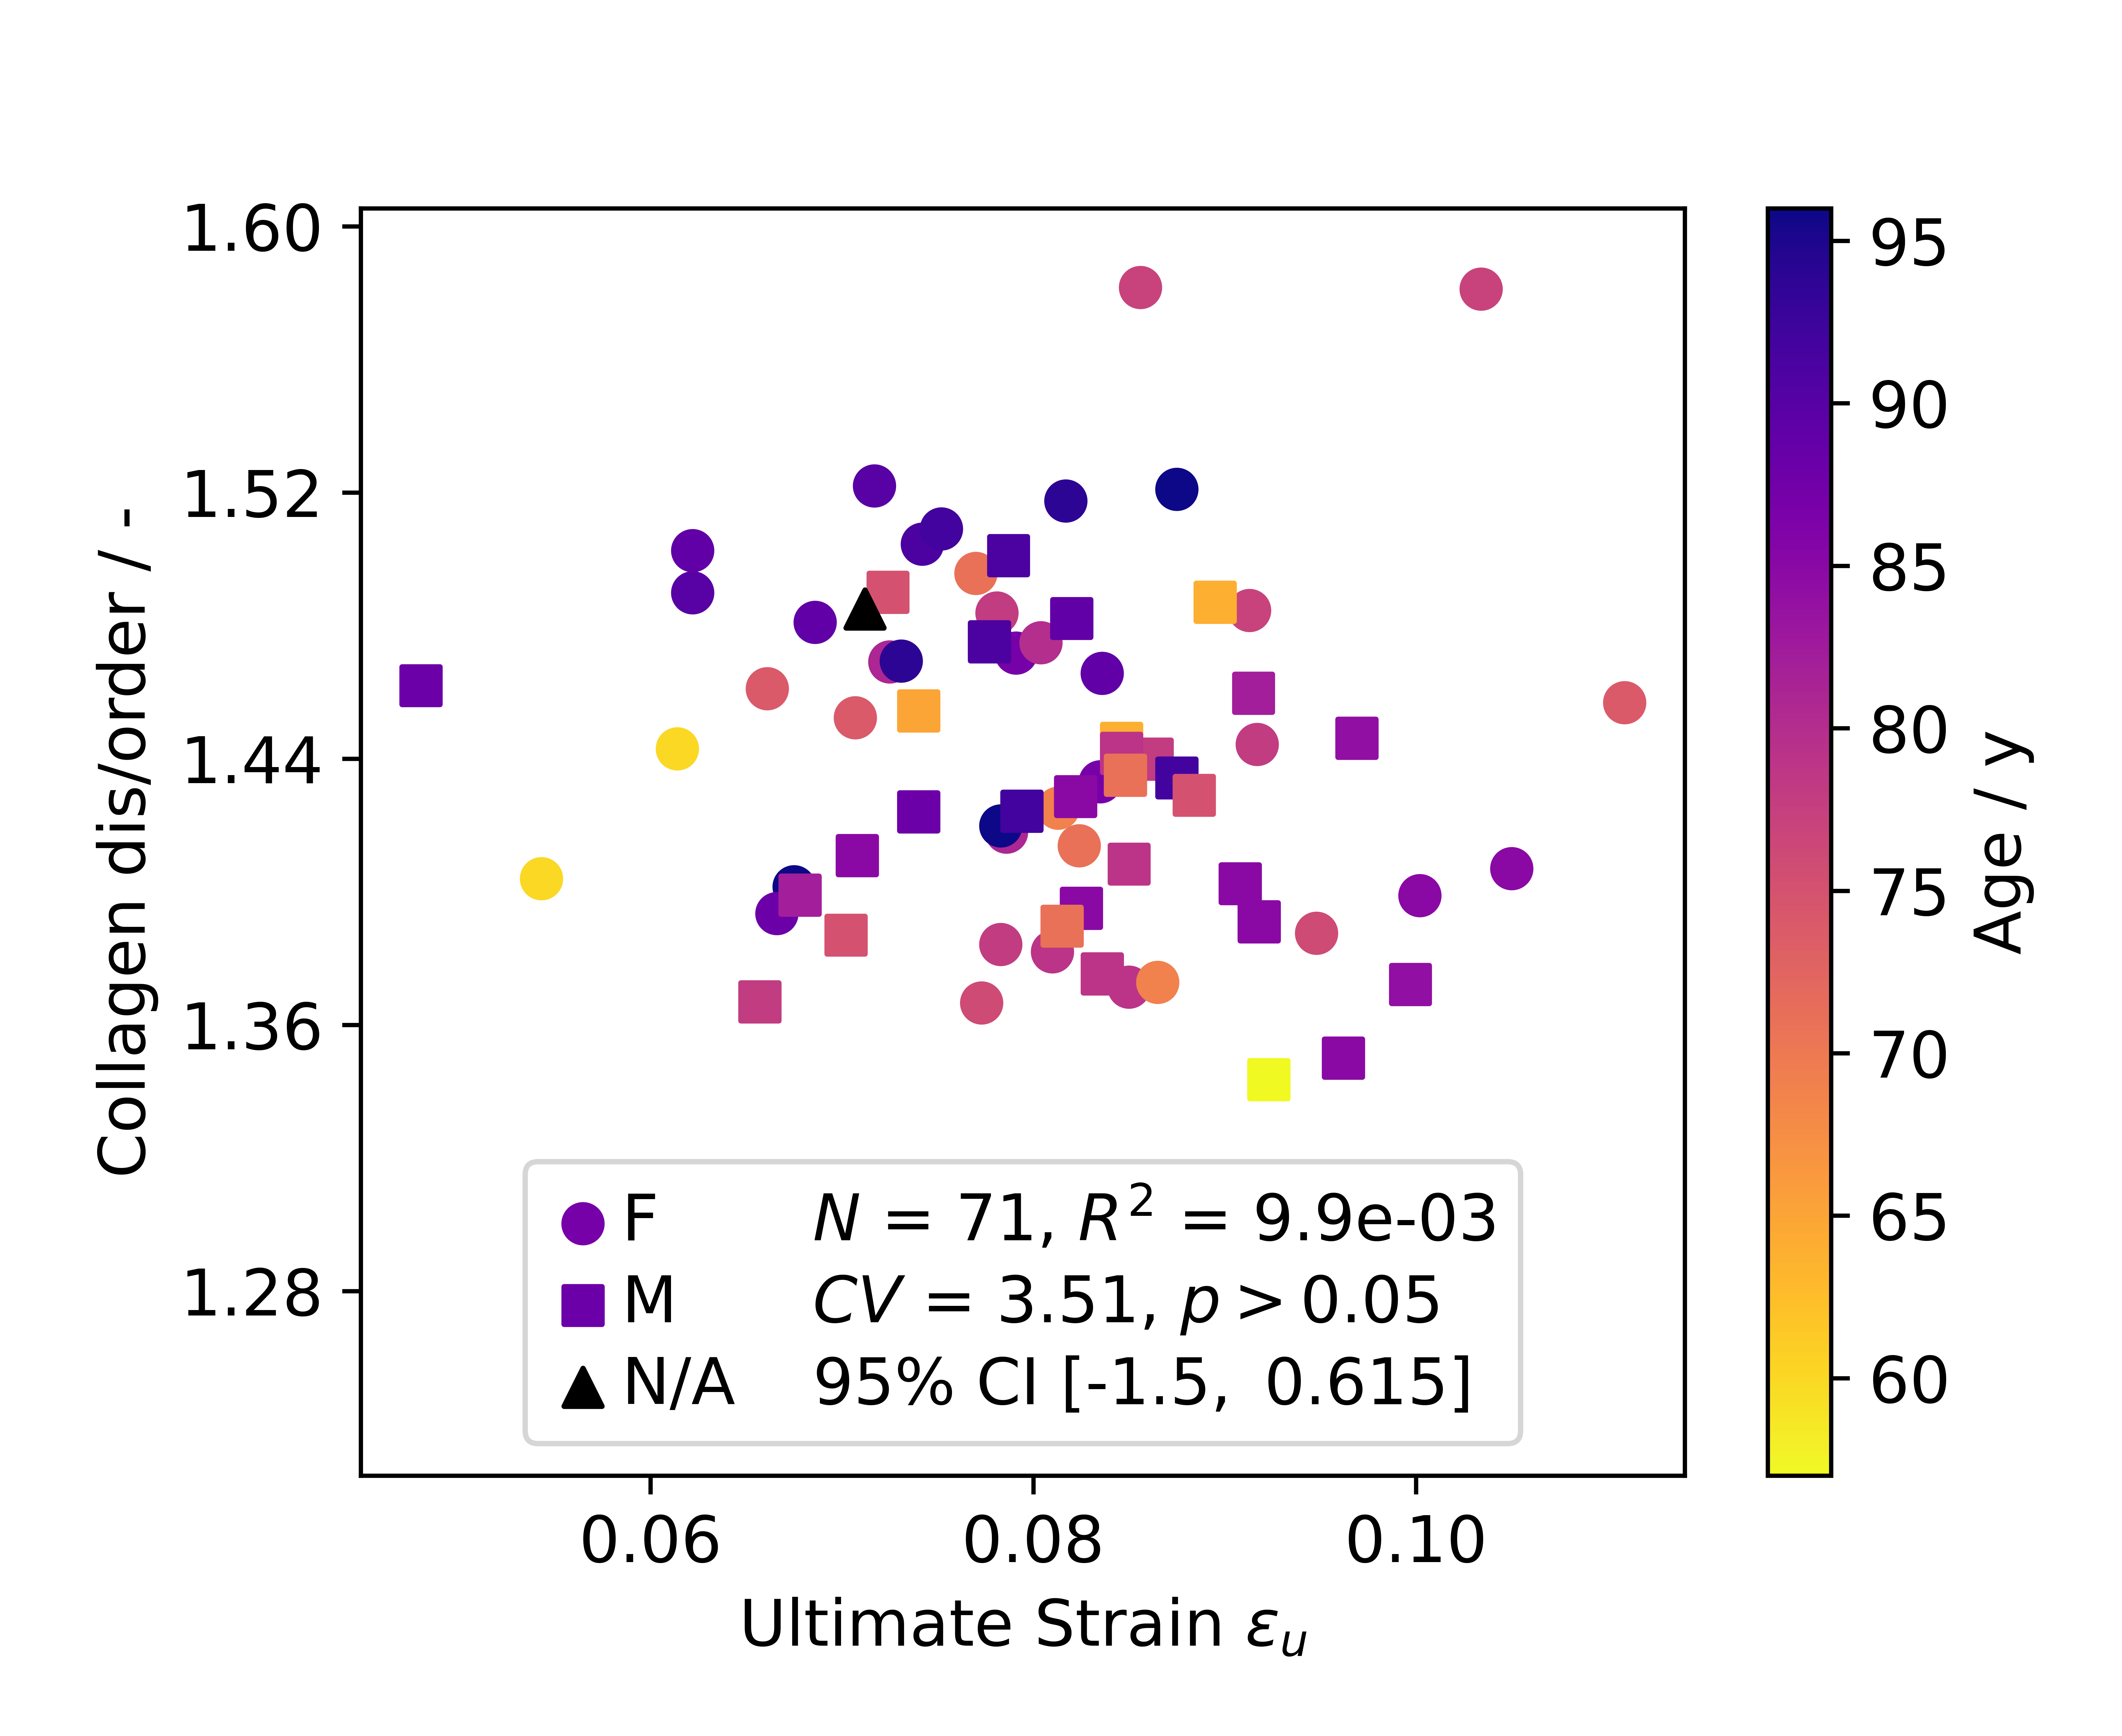 1.60
1.52
1.44
1.36
1.28
Collagen dis/order / -
F N = 71, R² = 9.9e-03
M CV = 3.51, p > 0.05
N/A 95% CI [-1.5, 0.615]
0.06 0.08 0.10
Ultimate Strain εᵤ
95
90
85
80
75
70
65
60
Age / y